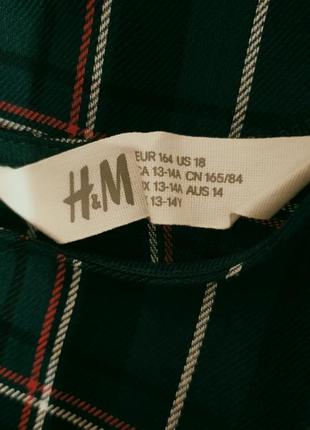 H&M
EUR 164 US 18
CA 13-14A CN 165/84
13-14A AUS 14
13-14Y